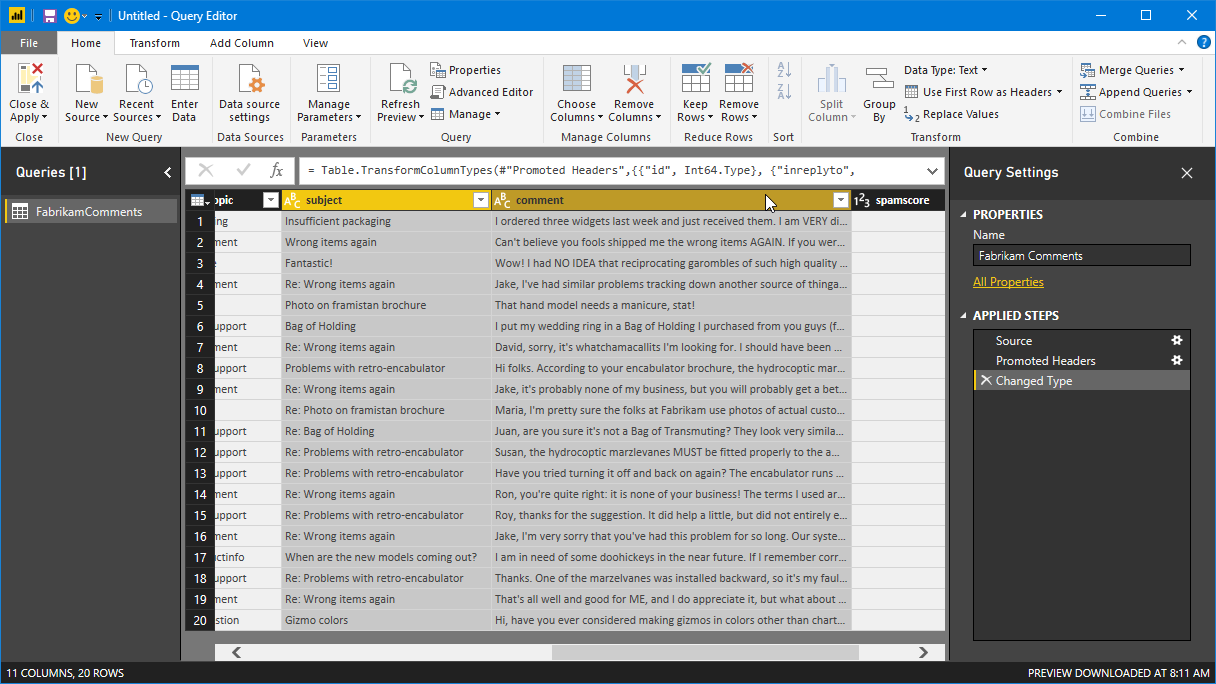 Untitled - Query Editor
File Home Transform Add Column View
Close & Apply
New Source
Recent Sources
Enter Data
Data source settings
Manage Parameters
Refresh Preview
Properties
Advanced Editor
Manage
Choose Columns
Remove Columns
Keep Rows
Remove Rows
Split Column
Group By
Data Type: Text
Use First Row as Headers
Replace Values
Merge Queries
Append Queries
Combine Files
Close New Query Data Sources Parameters Query Manage Columns Reduce Rows Sort Transform Combine
Queries [1]
FabrikamComments
fx = Table.TransformColumnTypes(#"Promoted Headers",{{"id", Int64.Type}, {"inreplyto",
opic ABC subject ABC comment 123 spamscore
1 ing Insufficient packaging I ordered three widgets last week and just received them. I am VERY di...
2 ment Wrong items again Can't believe you fools shipped me the wrong items AGAIN. If you wer...
3 Fantastic! Wow! I had NO IDEA that reciprocating garombles of such high quality ...
4 ment Re: Wrong items again Jake, I've had similar problems tracking down another source of thinga...
5 Photo on framistan brochure That hand model needs a manicure, stat!
6 upport Bag of Holding I put my wedding ring in a Bag of Holding I purchased from you guys (f...
7 ment Re: Wrong items again David, sorry, it's whatchamacallits I'm looking for. I should have been ...
8 upport Problems with retro-encabulator Hi folks. According to your encabulator brochure, the hydrocoptic mar...
9 ment Re: Wrong items again Jake, it's probably none of my business, but you will probably get a bet...
10 Re: Photo on framistan brochure Maria, I'm pretty sure the folks at Fabrikam use photos of actual custo...
11 upport Re: Bag of Holding Juan, are you sure it's not a Bag of Transmuting? They look very simila...
12 upport Re: Problems with retro-encabulator Susan, the hydrocoptic marzlevanes MUST be fitted properly to the a...
13 upport Re: Problems with retro-encabulator Have you tried turning it off and back on again? The encabulator runs ...
14 ment Re: Wrong items again Ron, you're quite right: it is none of your business! The terms I used ar...
15 upport Re: Problems with retro-encabulator Roy, thanks for the suggestion. It did help a little, but did not entirely e...
16 ment Re: Wrong items again Jake, I'm very sorry that you've had this problem for so long. Our syste...
17 uctinfo When are the new models coming out? I am in need of some doohickeys in the near future. If I remember corr...
18 upport Re: Problems with retro-encabulator Thanks. One of the marzelvanes was installed backward, so it's my faul...
19 ment Re: Wrong items again That's all well and good for ME, and I do appreciate it, but what about ...
20 stion Gizmo colors Hi, have you ever considered making gizmos in colors other than chart...
Query Settings
PROPERTIES
Name
Fabrikam Comments
All Properties
APPLIED STEPS
Source
Promoted Headers
Changed Type
11 COLUMNS, 20 ROWS
PREVIEW DOWNLOADED AT 8:11 AM